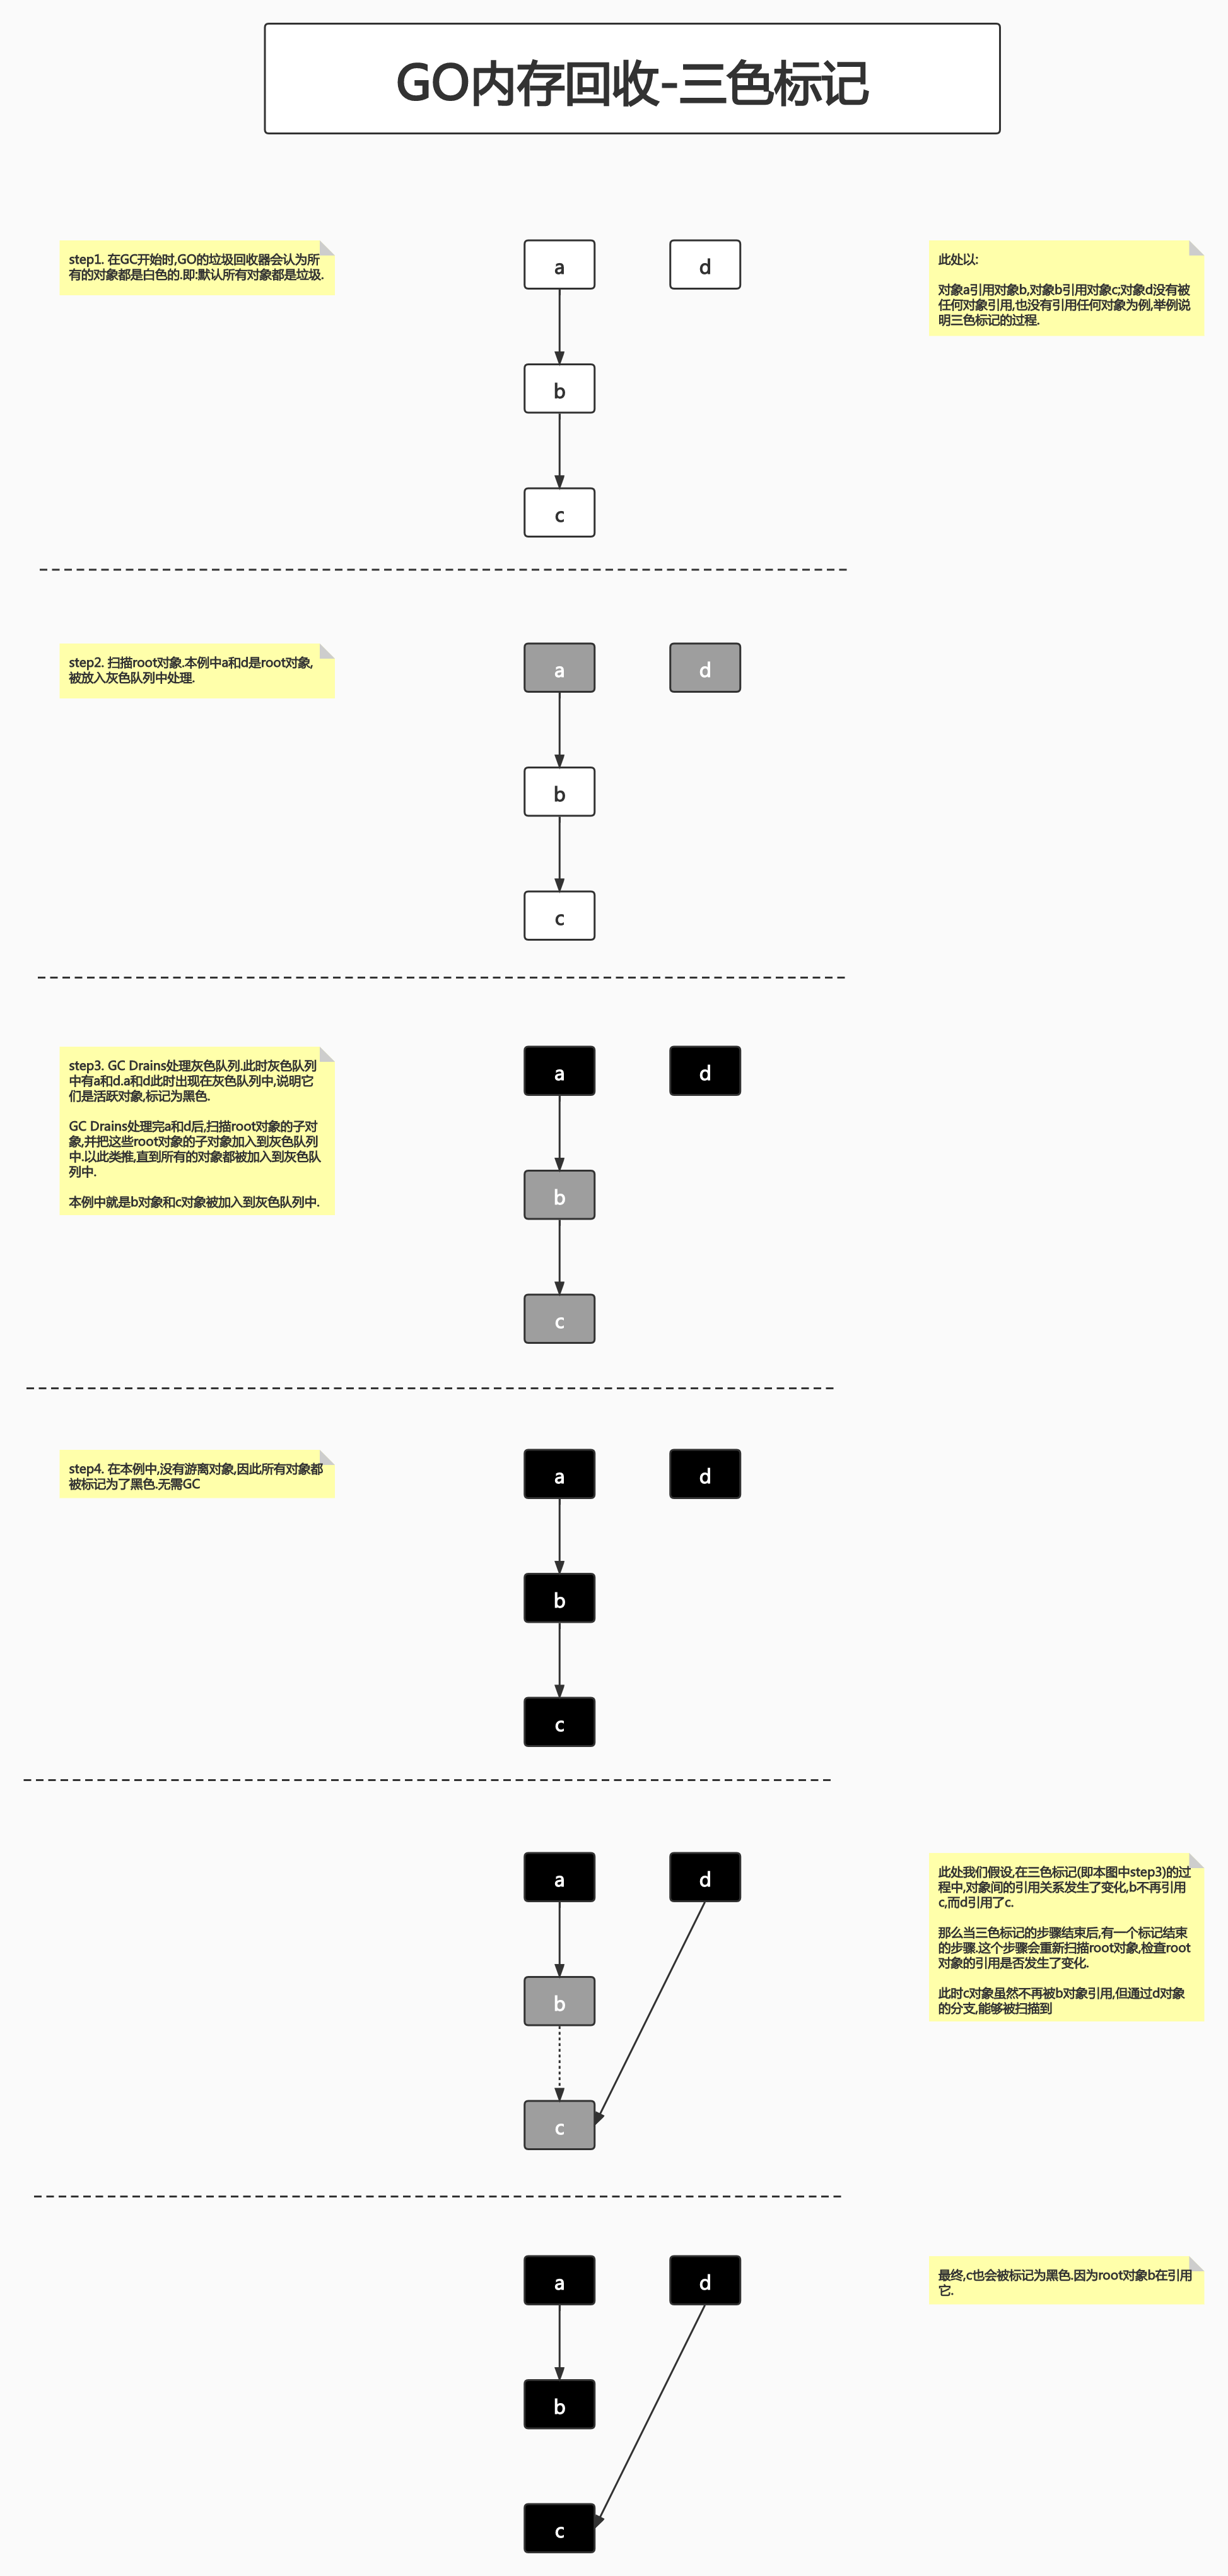 GO内存回收-三色标记
step1. 在GC开始时,GO的垃圾回收器会认为所
有的对象都是白色的.即:默认所有对象都是垃圾.
a
d
此处以:
对象a引用对象b,对象b引用对象c;对象d没有被
任何对象引用,也没有引用任何对象为例,举例说
明三色标记的过程.
b
c
step2. 扫描root对象.本例中a和d是root对象,
被放入灰色队列中处理.
a
d
b
c
step3. GC Drains处理灰色队列.此时灰色队列
中有a和d.a和d此时出现在灰色队列中,说明它
们是活跃对象,标记为黑色.
GC Drains处理完a和d后,扫描root对象的子对
象,并把这些root对象的子对象加入到灰色队列
中.以此类推,直到所有的对象都被加入到灰色队
列中.
本例中就是b对象和c对象被加入到灰色队列中.
a
d
b
c
step4. 在本例中,没有游离对象,因此所有对象都
被标记为了黑色.无需GC
a
d
b
c
a
d
此处我们假设,在三色标记(即本图中step3)的过
程中,对象间的引用关系发生了变化,b不再引用
c,而d引用了c.
那么当三色标记的步骤结束后,有一个标记结束
的步骤.这个步骤会重新扫描root对象,检查root
对象的引用是否发生了变化.
此时c对象虽然不再被b对象引用,但通过d对象
的分支,能够被扫描到
b
c
a
d
最终,c也会被标记为黑色.因为root对象b在引用
它.
b
c